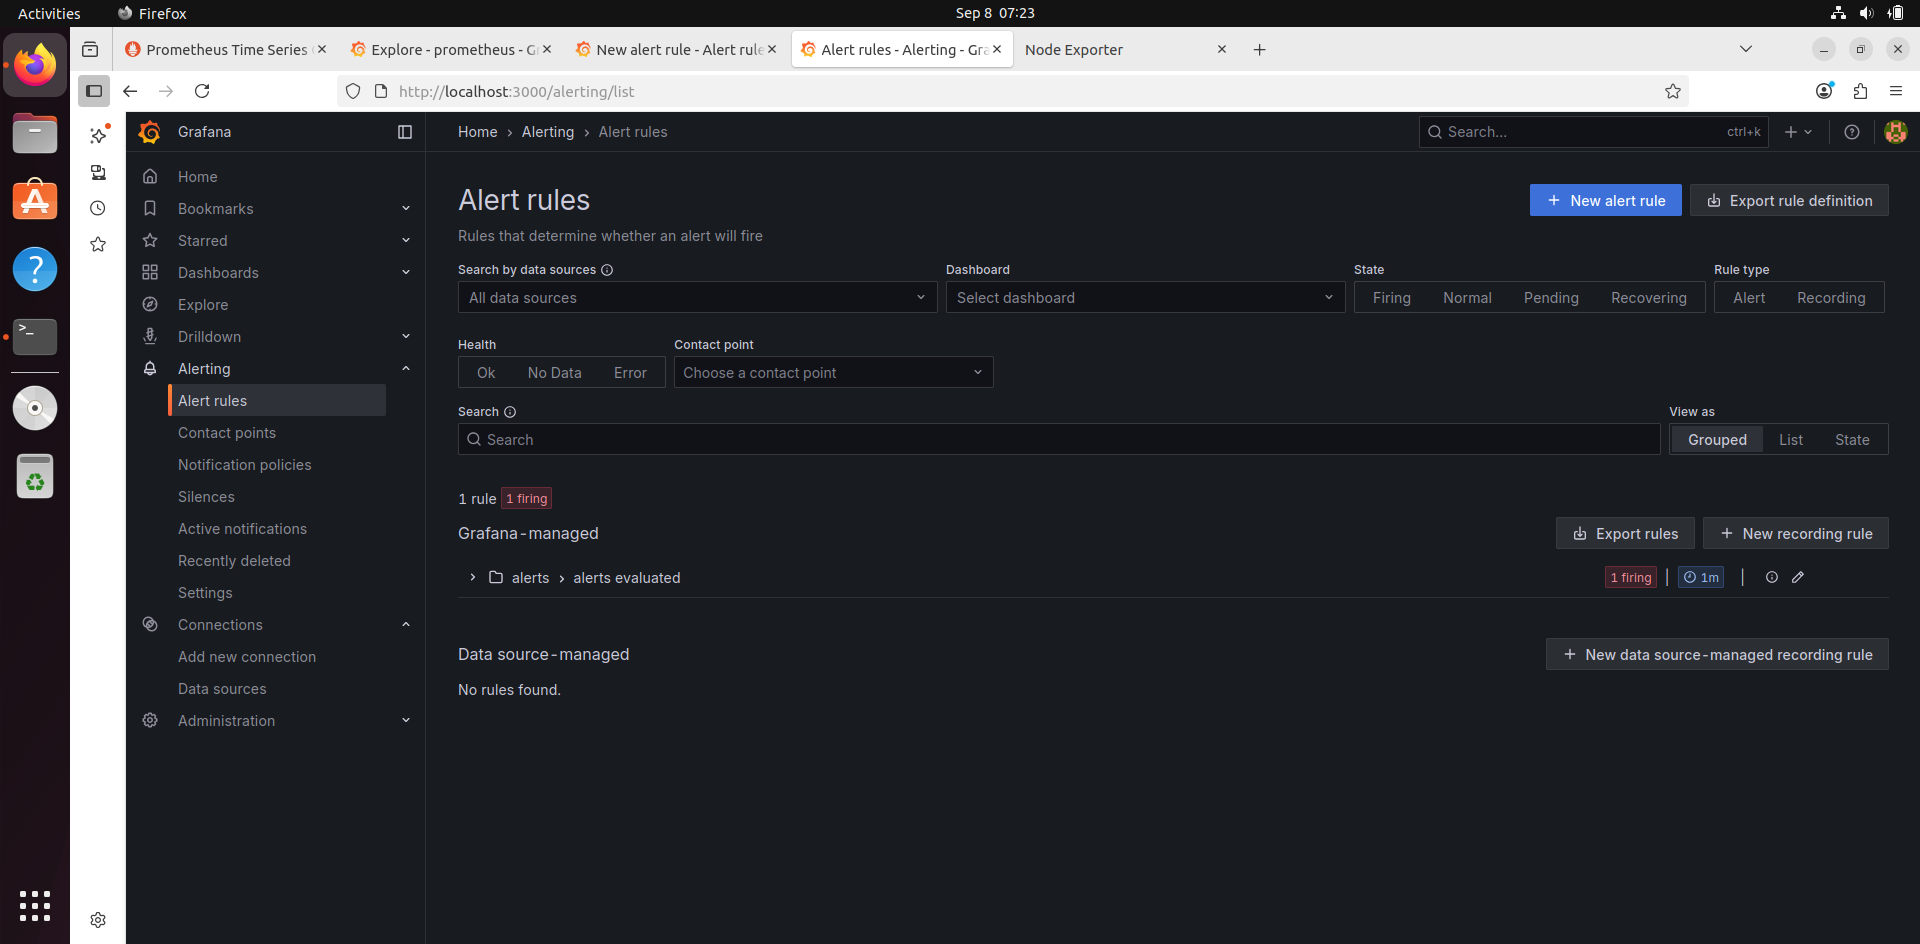 Activities
Firefox
Sep 8 07:23
Prometheus Time Series
Explore - prometheus - G
New alert rule - Alert rule
Alert rules - Alerting - Gra
Node Exporter
http://localhost:3000/alerting/list
Grafana
Home › Alerting › Alert rules
Search...
ctrl+k
Home
Bookmarks
Starred
Dashboards
Explore
Drilldown
Alerting
Alert rules
Contact points
Notification policies
Silences
Active notifications
Recently deleted
Settings
Connections
Add new connection
Data sources
Administration
Alert rules
New alert rule
Export rule definition
Rules that determine whether an alert will fire
Search by data sources
Dashboard
State
Rule type
All data sources
Select dashboard
Firing Normal Pending Recovering
Alert Recording
Health
Contact point
Ok No Data Error
Choose a contact point
Search
View as
Search
Grouped List State
1 rule 1 firing
Grafana-managed
Export rules
New recording rule
alerts › alerts evaluated
1 firing
1m
Data source-managed
New data source-managed recording rule
No rules found.